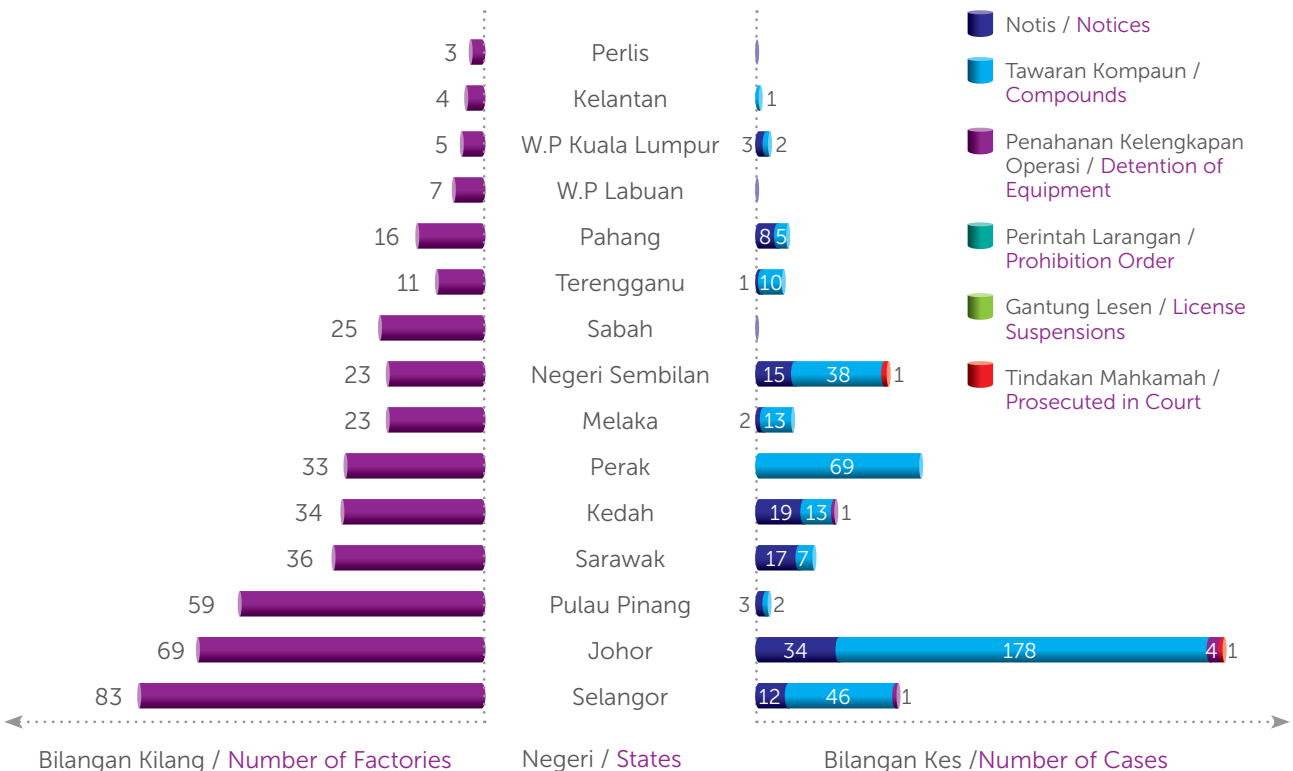 Notis / Notices
Tawaran Kompaun /
Compounds
Penahanan Kelengkapan
Operasi / Detention of
Equipment
Perintah Larangan /
Prohibition Order
Gantung Lesen / License
Suspensions
Tindakan Mahkamah /
Prosecuted in Court
3 Perlis
4 Kelantan 1
5 W.P Kuala Lumpur 3 2
7 W.P Labuan
16 Pahang 8 5
11 Terengganu 1 10
25 Sabah
23 Negeri Sembilan 15 38 1
23 Melaka 2 13
33 Perak 69
34 Kedah 19 13 1
36 Sarawak 17 7
59 Pulau Pinang 3 2
69 Johor 34 178 4 1
83 Selangor 12 46 1
Bilangan Kilang / Number of Factories Negeri / States Bilangan Kes /Number of Cases